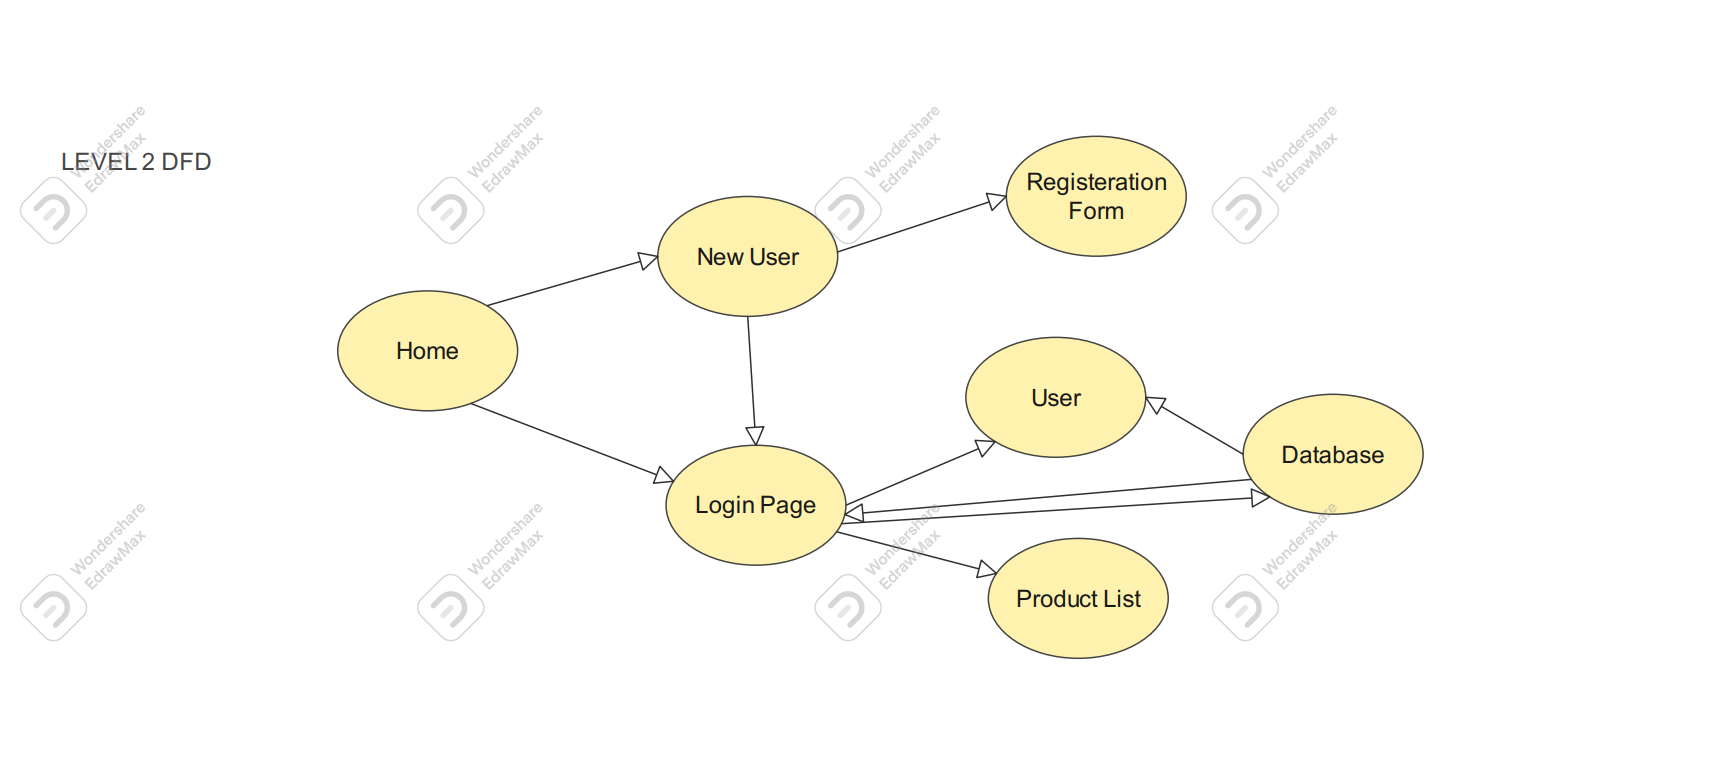 Wondershare
EdrawMax
Wondershare
EdrawMax
Wondershare
EdrawMax
Wondershare
EdrawMax
LEVEL 2 DFD
Registeration
Form
New User
Home
User
Database
Login Page
Product List
Wondershare
EdrawMax
Wondershare
EdrawMax
Wondershare
EdrawMax
Wondershare
EdrawMax